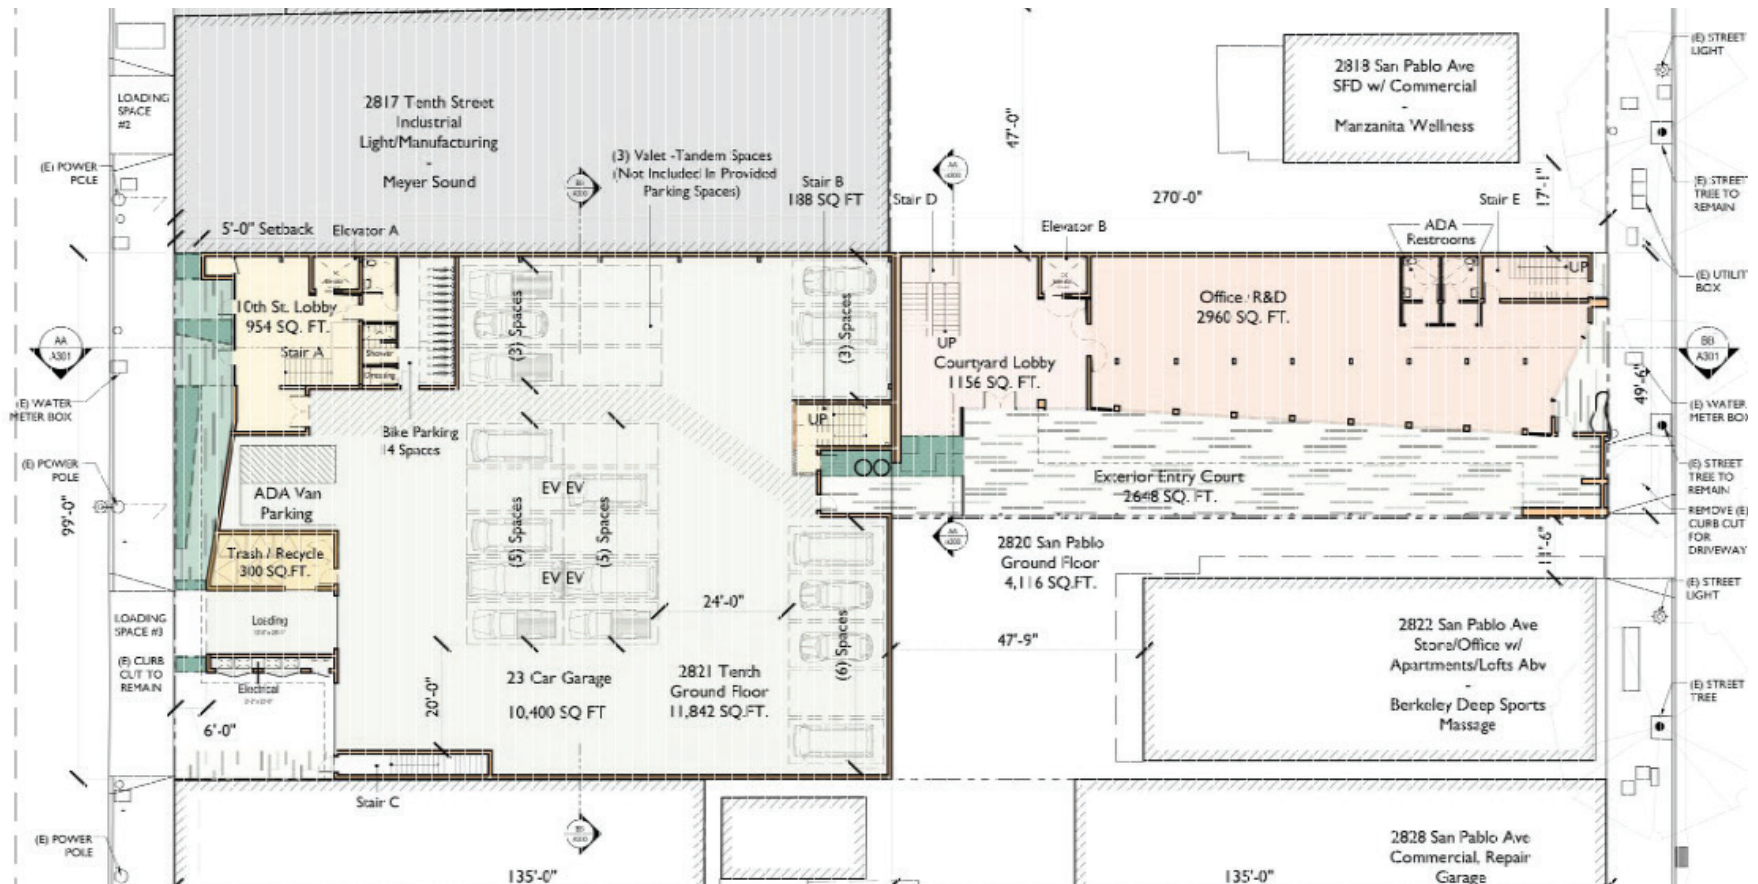 (E) STREET
LIGHT
2818 San Pablo Ave
SFD w/ Commercial
-
Manzanita Wellness
LOADING
SPACE
#2
2817 Tenth Street
Industrial
Light/Manufacturing
-
Meyer Sound
47'-0"
(E) POWER
POLE
(3) Valet -Tandem Spaces
(Not Included In Provided
Parking Spaces)
Stair B
188 SQ FT
Stair D
270'-0"
Stair E
17'-1"
(E) STREET
TREE TO
REMAIN
5'-0" Setback
Elevator A
Elevator B
ADA
Restrooms
(E) UTILIT
BOX
UP
10th St. Lobby
954 SQ. FT.
(3) Spaces
(3) Spaces
Office / R&D
2960 SQ. FT.
AA
A301
Stair A
Shower
UP
Courtyard Lobby
1156 SQ. FT.
BB
A301
49'-6"
(E) WATER
METER BOX
(E) WATER
METER BOX
UP
Bike Parking
14 Spaces
(E) POWER
POLE
99'-0"
ADA Van
Parking
EV EV
(5) Spaces
(5) Spaces
Exterior Entry Court
2648 SQ. FT.
(E) STREET
TREE TO
REMAIN
REMOVE (E)
CURB CUT
FOR
DRIVEWAY
Trash / Recycle
300 SQ.FT.
EV EV
2820 San Pablo
Ground Floor
4,116 SQ.FT.
11'-6"
(E) STREET
LIGHT
LOADING
SPACE #3
Loading
24'-0"
(6) Spaces
47'-9"
2822 San Pablo Ave
Store/Office w/
Apartments/Lofts Abv
-
Berkeley Deep Sports
Massage
(E) CURB
CUT TO
REMAIN
Electrical
23 Car Garage
10,400 SQ FT
2821 Tenth
Ground Floor
11,842 SQ.FT.
(E) STREET
TREE
6'-0"
20'-0"
Stair C
(E) POWER
POLE
2828 San Pablo Ave
Commercial, Repair
Garage
135'-0"
135'-0"